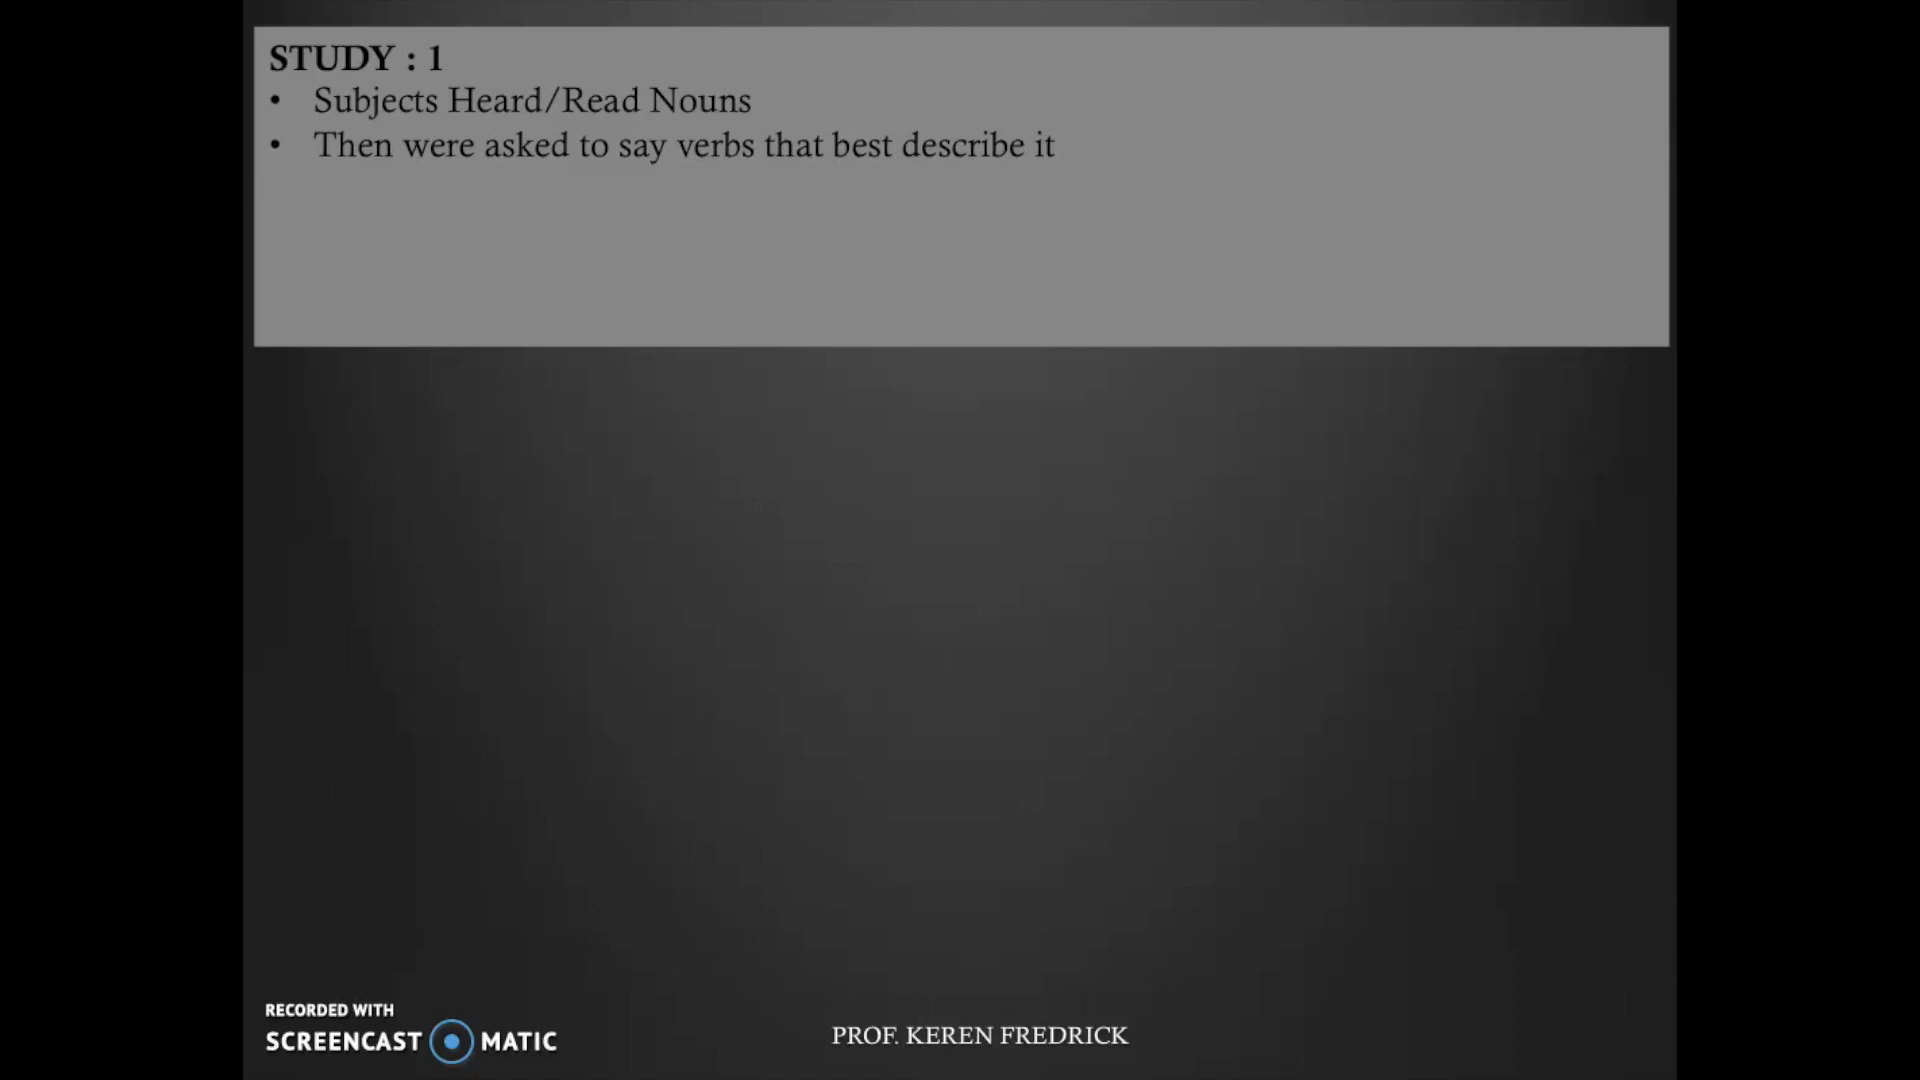 STUDY : 1
• Subjects Heard/Read Nouns
• Then were asked to say verbs that best describe it
RECORDED WITH
SCREENCAST MATIC
PROF. KEREN FREDRICK